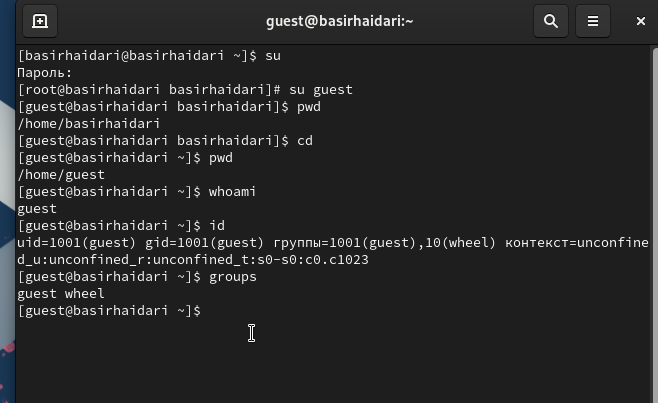 guest@basirhaidari:~
[basirhaidari@basirhaidari ~]$ su
Пароль:
[root@basirhaidari basirhaidari]# su guest
[guest@basirhaidari basirhaidari]$ pwd
/home/basirhaidari
[guest@basirhaidari basirhaidari]$ cd
[guest@basirhaidari ~]$ pwd
/home/guest
[guest@basirhaidari ~]$ whoami
guest
[guest@basirhaidari ~]$ id
uid=1001(guest) gid=1001(guest) группы=1001(guest),10(wheel) контекст=unconfine
d_u:unconfined_r:unconfined_t:s0-s0:c0.c1023
[guest@basirhaidari ~]$ groups
guest wheel
[guest@basirhaidari ~]$